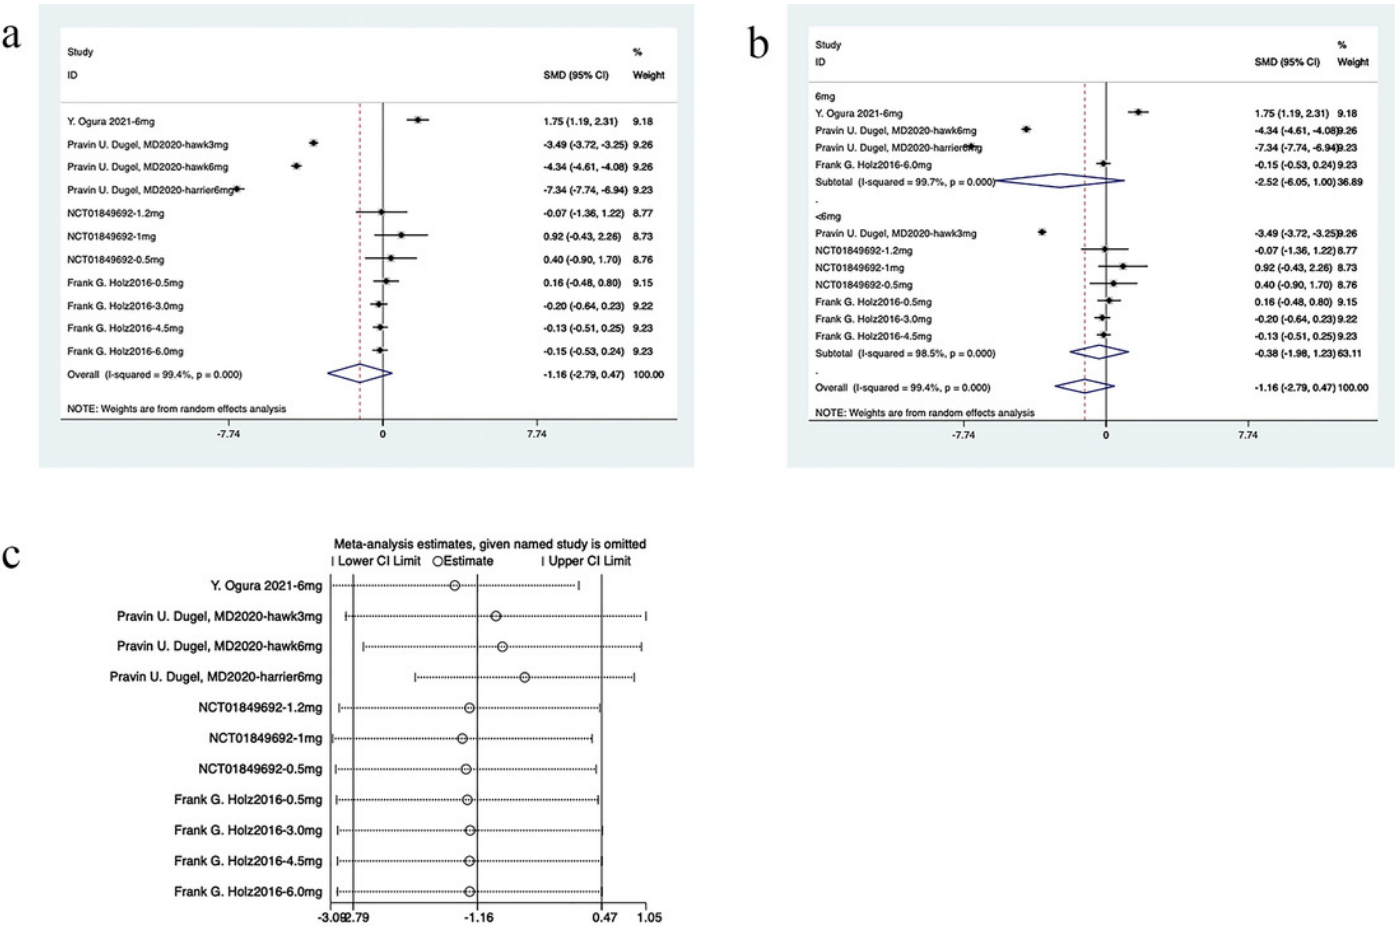 a
Study %
ID SMD (95% CI) Weight
Y. Ogura 2021-6mg 1.75 (1.19, 2.31) 9.18
Pravin U. Dugel, MD2020-hawk3mg -3.49 (-3.72, -3.25) 9.26
Pravin U. Dugel, MD2020-hawk6mg -4.34 (-4.61, -4.08) 9.26
Pravin U. Dugel, MD2020-harrier6mg -7.34 (-7.74, -6.94) 9.23
NCT01849692-1.2mg -0.07 (-1.36, 1.22) 8.77
NCT01849692-1mg 0.92 (-0.43, 2.26) 8.73
NCT01849692-0.5mg 0.40 (-0.90, 1.70) 8.76
Frank G. Holz2016-0.5mg 0.16 (-0.48, 0.80) 9.15
Frank G. Holz2016-3.0mg -0.20 (-0.64, 0.23) 9.22
Frank G. Holz2016-4.5mg -0.13 (-0.51, 0.25) 9.23
Frank G. Holz2016-6.0mg -0.15 (-0.53, 0.24) 9.23
Overall (I-squared = 99.4%, p = 0.000) -1.16 (-2.79, 0.47) 100.00
NOTE: Weights are from random effects analysis
-7.74 0 7.74
b
Study %
ID SMD (95% CI) Weight
6mg
Y. Ogura 2021-6mg 1.75 (1.19, 2.31) 9.18
Pravin U. Dugel, MD2020-hawk6mg -4.34 (-4.61, -4.08)9.26
Pravin U. Dugel, MD2020-harrier6mg -7.34 (-7.74, -6.94)9.23
Frank G. Holz2016-6.0mg -0.15 (-0.53, 0.24) 9.23
Subtotal (I-squared = 99.7%, p = 0.000) -2.52 (-6.05, 1.00) 36.89
.
<6mg
Pravin U. Dugel, MD2020-hawk3mg -3.49 (-3.72, -3.25)9.26
NCT01849692-1.2mg -0.07 (-1.36, 1.22) 8.77
NCT01849692-1mg 0.92 (-0.43, 2.26) 8.73
NCT01849692-0.5mg 0.40 (-0.90, 1.70) 8.76
Frank G. Holz2016-0.5mg 0.16 (-0.48, 0.80) 9.15
Frank G. Holz2016-3.0mg -0.20 (-0.64, 0.23) 9.22
Frank G. Holz2016-4.5mg -0.13 (-0.51, 0.25) 9.23
Subtotal (I-squared = 98.5%, p = 0.000) -0.38 (-1.98, 1.23) 63.11
.
Overall (I-squared = 99.4%, p = 0.000) -1.16 (-2.79, 0.47) 100.00
NOTE: Weights are from random effects analysis
-7.74 0 7.74
c
Meta-analysis estimates, given named study is omitted
| Lower CI Limit ○Estimate | Upper CI Limit
Y. Ogura 2021-6mg
Pravin U. Dugel, MD2020-hawk3mg
Pravin U. Dugel, MD2020-hawk6mg
Pravin U. Dugel, MD2020-harrier6mg
NCT01849692-1.2mg
NCT01849692-1mg
NCT01849692-0.5mg
Frank G. Holz2016-0.5mg
Frank G. Holz2016-3.0mg
Frank G. Holz2016-4.5mg
Frank G. Holz2016-6.0mg
-3.09 -2.79 -1.16 0.47 1.05